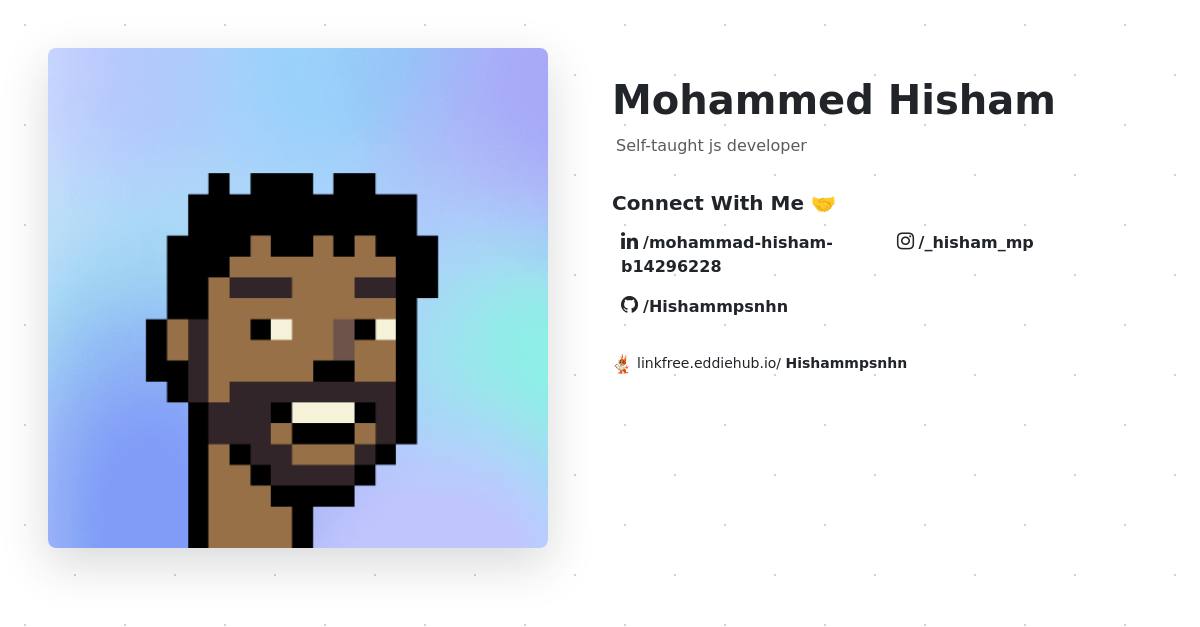 Mohammed Hisham
Self-taught js developer
Connect With Me 🤝
/mohammad-hisham-
b14296228
/_hisham_mp
/Hishammpsnhn
linkfree.eddiehub.io/ Hishammpsnhn